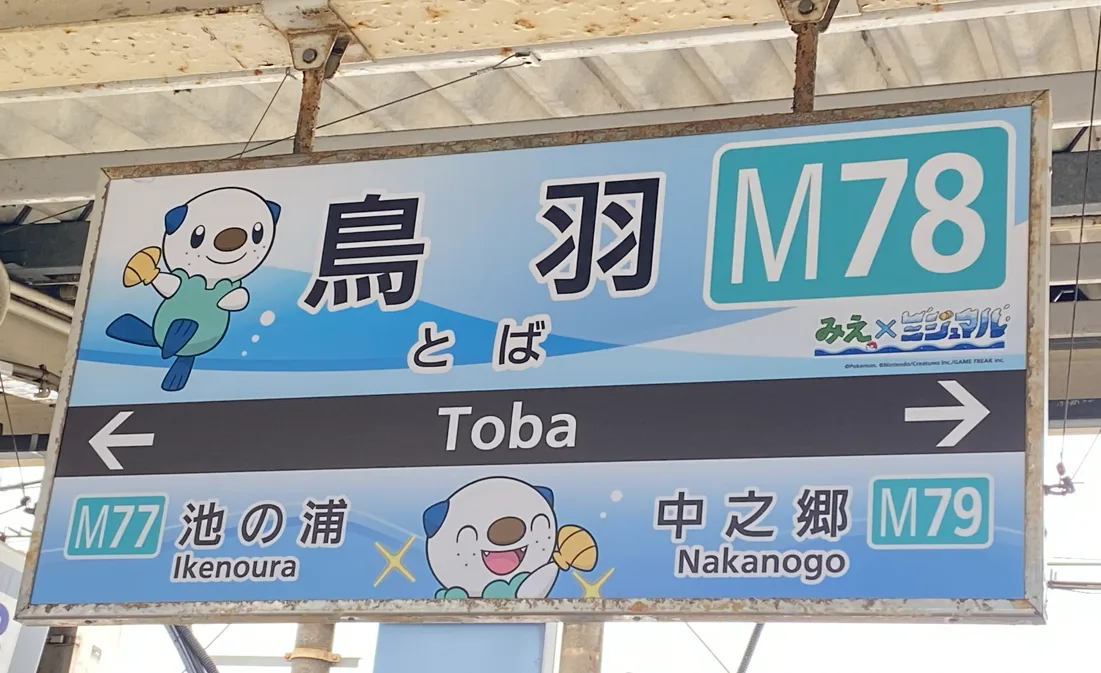 鳥羽 M78
とば
みえ×ミジュマル
©Pokémon. ©Nintendo/Creatures Inc./GAME FREAK inc.
← Toba →
M77 池の浦 中之郷 M79
Ikenoura Nakanogo